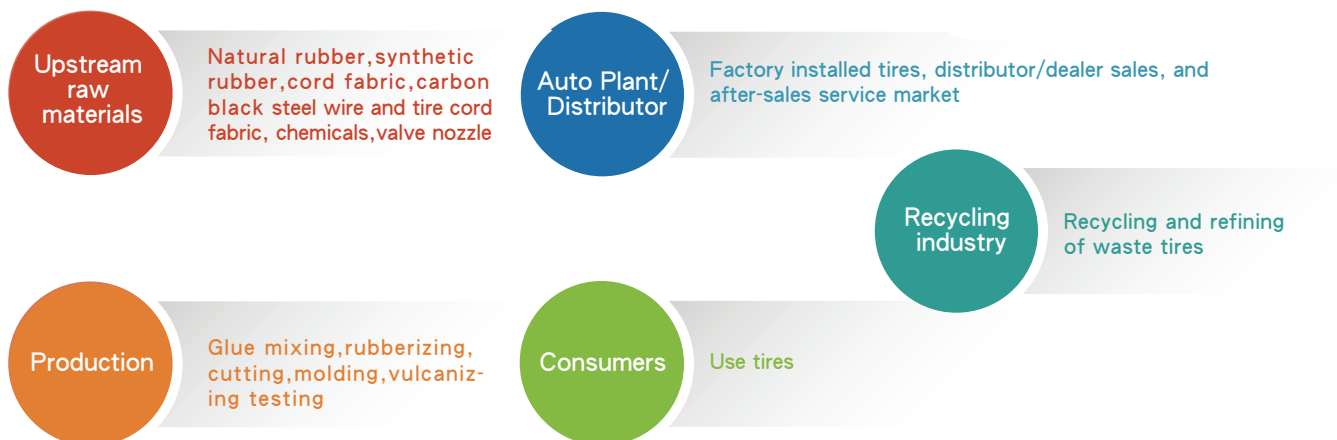 Upstream
raw
materials
Natural rubber,synthetic
rubber,cord fabric,carbon
black steel wire and tire cord
fabric, chemicals,valve nozzle
Production
Glue mixing,rubberizing,
cutting,molding,vulcaniz-
ing testing
Auto Plant/
Distributor
Factory installed tires, distributor/dealer sales, and
after-sales service market
Consumers
Use tires
Recycling
industry
Recycling and refining
of waste tires